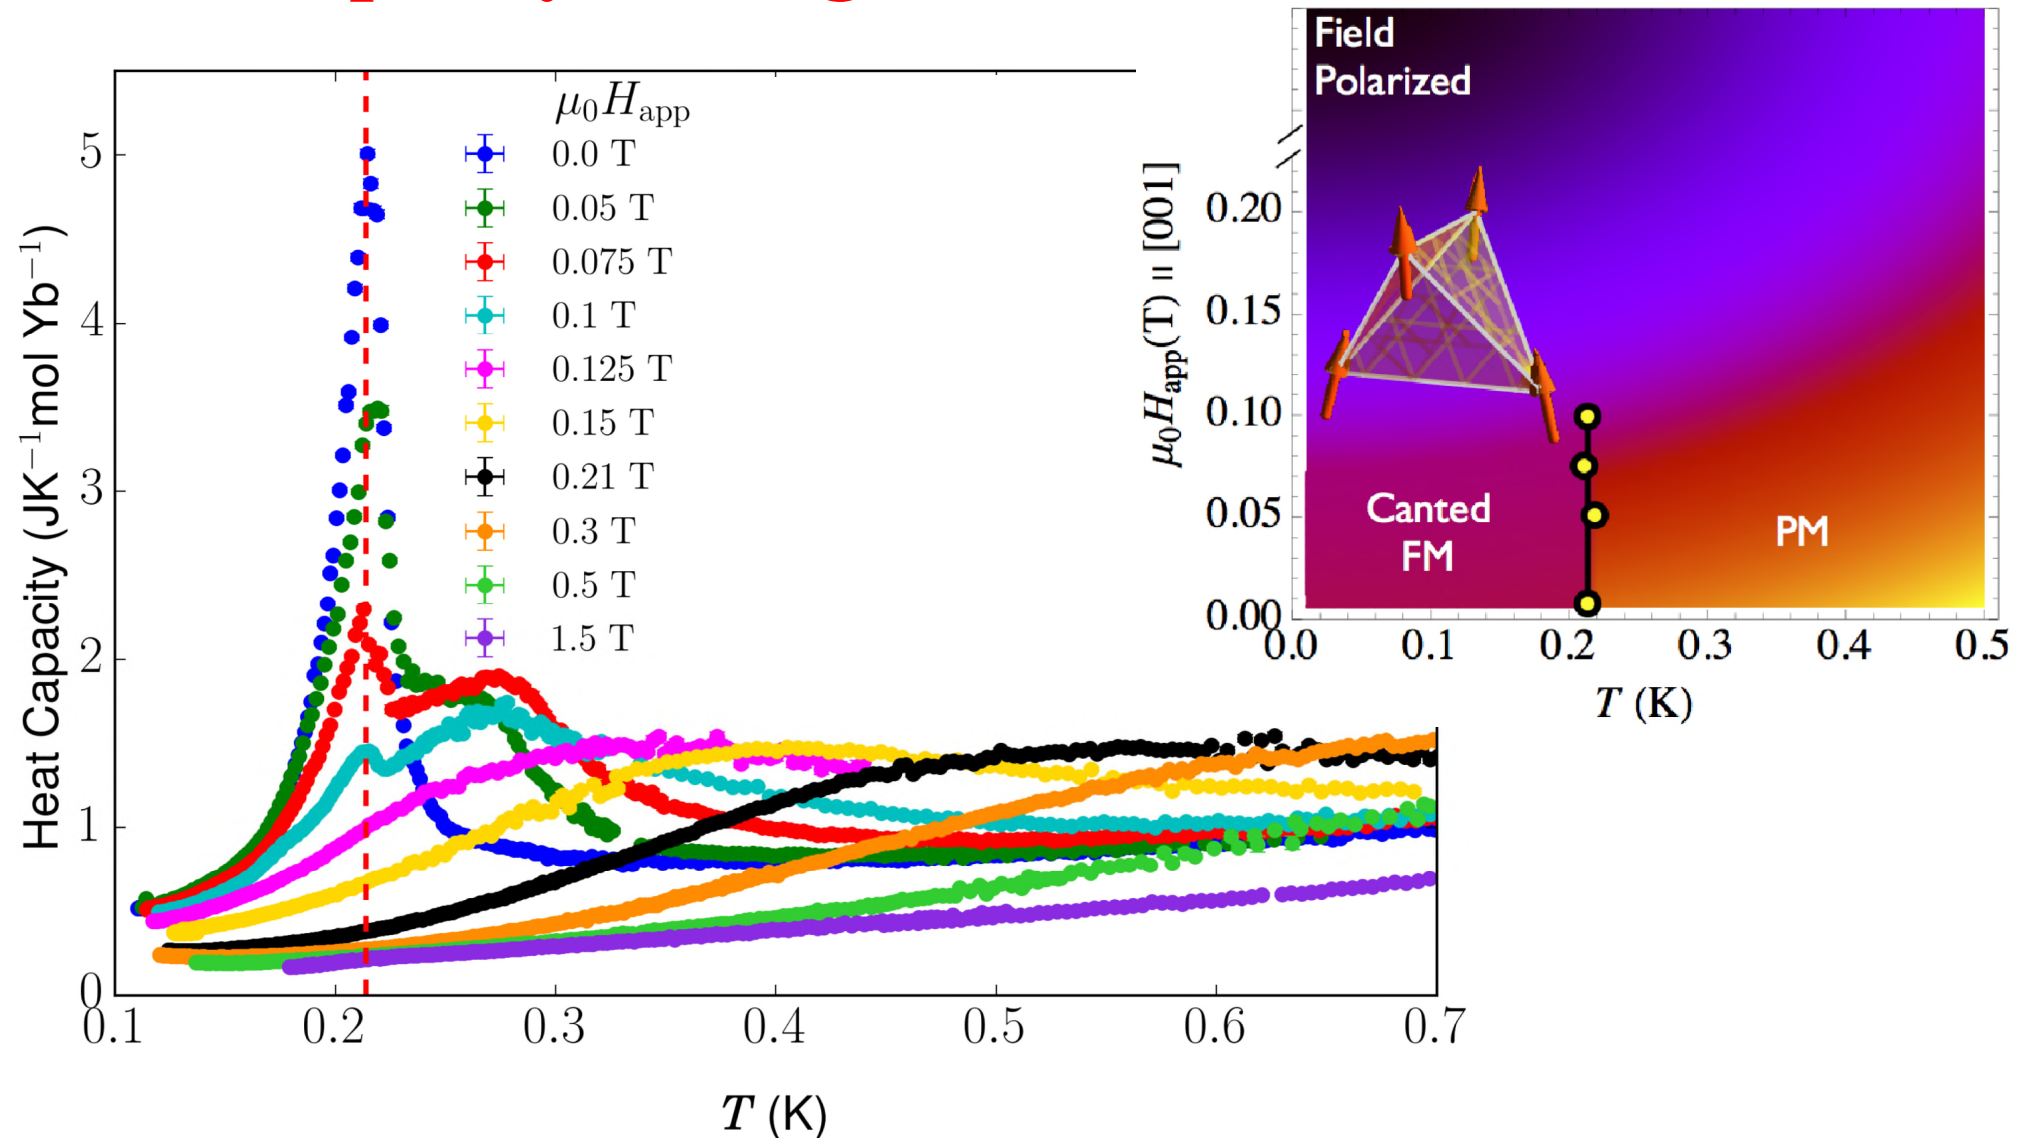 μ₀H_app
0.0 T
0.05 T
0.075 T
0.1 T
0.125 T
0.15 T
0.21 T
0.3 T
0.5 T
1.5 T
Heat Capacity (JK⁻¹mol Yb⁻¹)
5
4
3
2
1
0
0.1 0.2 0.3 0.4 0.5 0.6 0.7
T (K)
Field
Polarized
μ₀H_app(T) = [001]
0.20
0.15
0.10
0.05
0.00
Canted
FM
PM
0.0 0.1 0.2 0.3 0.4 0.5
T (K)